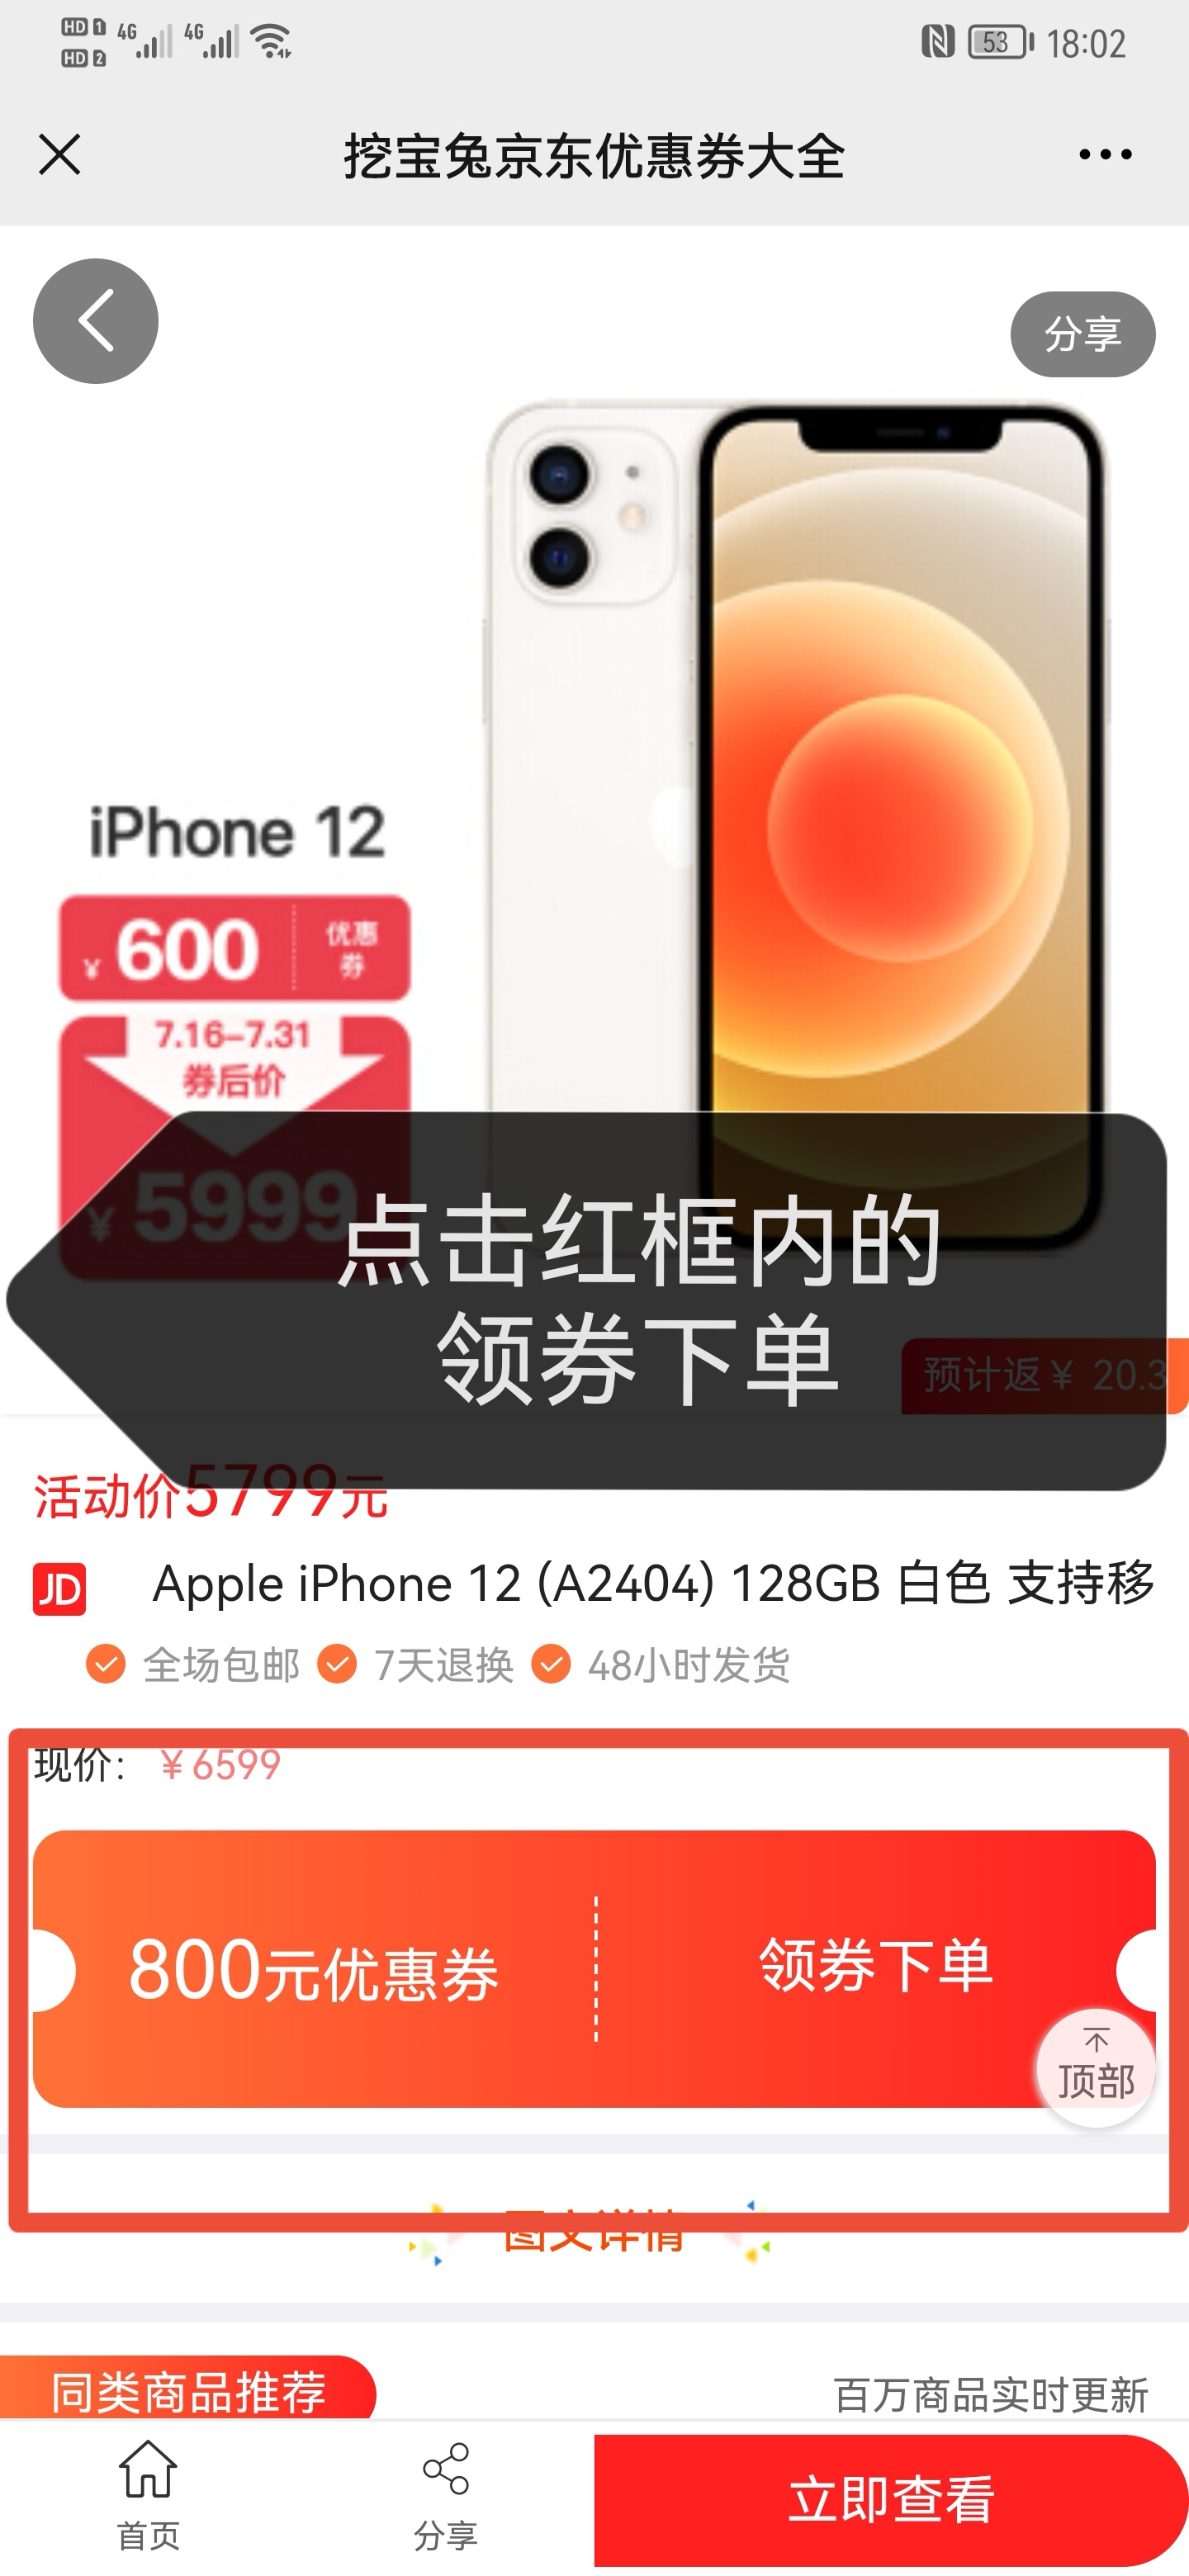 HD 1 4G 4G
HD 2
53 18:02
挖宝兔京东优惠券大全
分享
iPhone 12
¥ 600 优惠券
7.16-7.31
券后价
¥ 5999
点击红框内的
领券下单
预计返¥ 20.3
活动价5799元
JD Apple iPhone 12 (A2404) 128GB 白色 支持移
全场包邮 7天退换 48小时发货
现价: ¥6599
800元优惠券 领券下单
顶部
图文详情
同类商品推荐 百万商品实时更新
首页 分享 立即查看